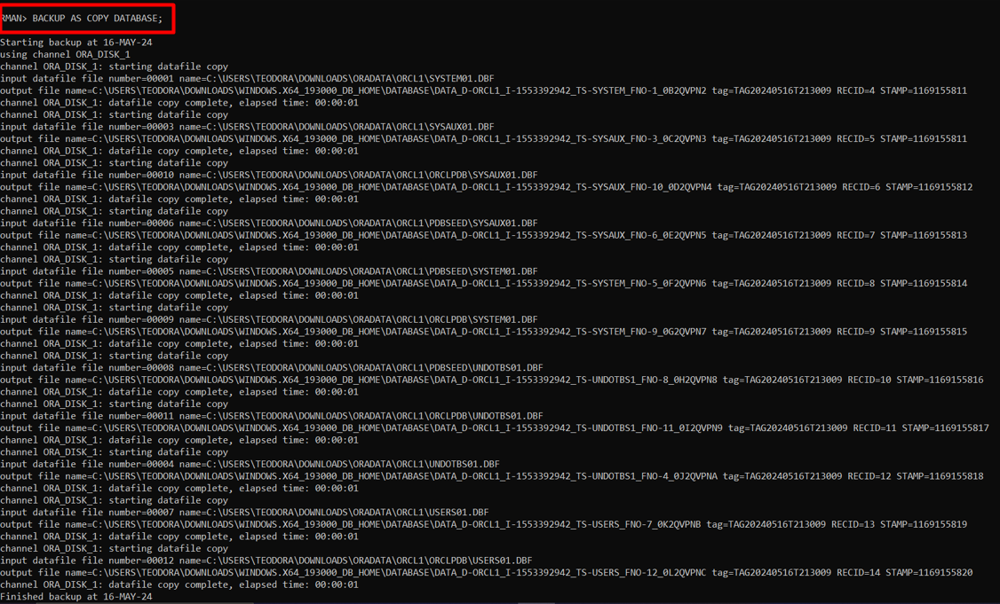 RMAN> BACKUP AS COPY DATABASE;
Starting backup at 16-MAY-24
using channel ORA_DISK_1
channel ORA_DISK_1: starting datafile copy
input datafile file number=00001 name=C:\USERS\TEODORA\DOWNLOADS\ORADATA\ORCL1\SYSTEM01.DBF
output file name=C:\USERS\TEODORA\DOWNLOADS\WINDOWS.X64_193000_DB_HOME\DATABASE\DATA_D-ORCL1_I-1553392942_TS-SYSTEM_FNO-1_0B2QVPN2 tag=TAG20240516T213009 RECID=4 STAMP=1169155811
channel ORA_DISK_1: datafile copy complete, elapsed time: 00:00:01
channel ORA_DISK_1: starting datafile copy
input datafile file number=00003 name=C:\USERS\TEODORA\DOWNLOADS\ORADATA\ORCL1\SYSAUX01.DBF
output file name=C:\USERS\TEODORA\DOWNLOADS\WINDOWS.X64_193000_DB_HOME\DATABASE\DATA_D-ORCL1_I-1553392942_TS-SYSAUX_FNO-3_0C2QVPN3 tag=TAG20240516T213009 RECID=5 STAMP=1169155811
channel ORA_DISK_1: datafile copy complete, elapsed time: 00:00:01
channel ORA_DISK_1: starting datafile copy
input datafile file number=00010 name=C:\USERS\TEODORA\DOWNLOADS\ORADATA\ORCL1\ORCLPDB\SYSAUX01.DBF
output file name=C:\USERS\TEODORA\DOWNLOADS\WINDOWS.X64_193000_DB_HOME\DATABASE\DATA_D-ORCL1_I-1553392942_TS-SYSAUX_FNO-10_0D2QVPN4 tag=TAG20240516T213009 RECID=6 STAMP=1169155812
channel ORA_DISK_1: datafile copy complete, elapsed time: 00:00:01
channel ORA_DISK_1: starting datafile copy
input datafile file number=00006 name=C:\USERS\TEODORA\DOWNLOADS\ORADATA\ORCL1\PDBSEED\SYSAUX01.DBF
output file name=C:\USERS\TEODORA\DOWNLOADS\WINDOWS.X64_193000_DB_HOME\DATABASE\DATA_D-ORCL1_I-1553392942_TS-SYSAUX_FNO-6_0E2QVPN5 tag=TAG20240516T213009 RECID=7 STAMP=1169155813
channel ORA_DISK_1: datafile copy complete, elapsed time: 00:00:01
channel ORA_DISK_1: starting datafile copy
input datafile file number=00005 name=C:\USERS\TEODORA\DOWNLOADS\ORADATA\ORCL1\PDBSEED\SYSTEM01.DBF
output file name=C:\USERS\TEODORA\DOWNLOADS\WINDOWS.X64_193000_DB_HOME\DATABASE\DATA_D-ORCL1_I-1553392942_TS-SYSTEM_FNO-5_0F2QVPN6 tag=TAG20240516T213009 RECID=8 STAMP=1169155814
channel ORA_DISK_1: datafile copy complete, elapsed time: 00:00:01
channel ORA_DISK_1: starting datafile copy
input datafile file number=00009 name=C:\USERS\TEODORA\DOWNLOADS\ORADATA\ORCL1\ORCLPDB\SYSTEM01.DBF
output file name=C:\USERS\TEODORA\DOWNLOADS\WINDOWS.X64_193000_DB_HOME\DATABASE\DATA_D-ORCL1_I-1553392942_TS-SYSTEM_FNO-9_0G2QVPN7 tag=TAG20240516T213009 RECID=9 STAMP=1169155815
channel ORA_DISK_1: datafile copy complete, elapsed time: 00:00:01
channel ORA_DISK_1: starting datafile copy
input datafile file number=00008 name=C:\USERS\TEODORA\DOWNLOADS\ORADATA\ORCL1\PDBSEED\UNDOTBS01.DBF
output file name=C:\USERS\TEODORA\DOWNLOADS\WINDOWS.X64_193000_DB_HOME\DATABASE\DATA_D-ORCL1_I-1553392942_TS-UNDOTBS1_FNO-8_0H2QVPN8 tag=TAG20240516T213009 RECID=10 STAMP=1169155816
channel ORA_DISK_1: datafile copy complete, elapsed time: 00:00:01
channel ORA_DISK_1: starting datafile copy
input datafile file number=00011 name=C:\USERS\TEODORA\DOWNLOADS\ORADATA\ORCL1\ORCLPDB\UNDOTBS01.DBF
output file name=C:\USERS\TEODORA\DOWNLOADS\WINDOWS.X64_193000_DB_HOME\DATABASE\DATA_D-ORCL1_I-1553392942_TS-UNDOTBS1_FNO-11_0I2QVPN9 tag=TAG20240516T213009 RECID=11 STAMP=1169155817
channel ORA_DISK_1: datafile copy complete, elapsed time: 00:00:01
channel ORA_DISK_1: starting datafile copy
input datafile file number=00004 name=C:\USERS\TEODORA\DOWNLOADS\ORADATA\ORCL1\UNDOTBS01.DBF
output file name=C:\USERS\TEODORA\DOWNLOADS\WINDOWS.X64_193000_DB_HOME\DATABASE\DATA_D-ORCL1_I-1553392942_TS-UNDOTBS1_FNO-4_0J2QVPNA tag=TAG20240516T213009 RECID=12 STAMP=1169155818
channel ORA_DISK_1: datafile copy complete, elapsed time: 00:00:01
channel ORA_DISK_1: starting datafile copy
input datafile file number=00007 name=C:\USERS\TEODORA\DOWNLOADS\ORADATA\ORCL1\USERS01.DBF
output file name=C:\USERS\TEODORA\DOWNLOADS\WINDOWS.X64_193000_DB_HOME\DATABASE\DATA_D-ORCL1_I-1553392942_TS-USERS_FNO-7_0K2QVPNB tag=TAG20240516T213009 RECID=13 STAMP=1169155819
channel ORA_DISK_1: datafile copy complete, elapsed time: 00:00:01
channel ORA_DISK_1: starting datafile copy
input datafile file number=00012 name=C:\USERS\TEODORA\DOWNLOADS\ORADATA\ORCL1\ORCLPDB\USERS01.DBF
output file name=C:\USERS\TEODORA\DOWNLOADS\WINDOWS.X64_193000_DB_HOME\DATABASE\DATA_D-ORCL1_I-1553392942_TS-USERS_FNO-12_0L2QVPNC tag=TAG20240516T213009 RECID=14 STAMP=1169155820
channel ORA_DISK_1: datafile copy complete, elapsed time: 00:00:01
Finished backup at 16-MAY-24